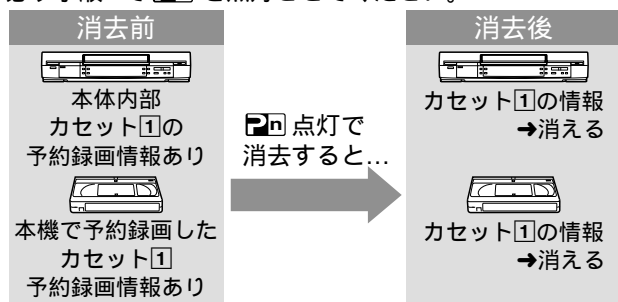 消去前
本体内部
カセット1の
予約録画情報あり
本機で予約録画した
カセット1
予約録画情報あり
Pn 点灯で
消去すると…
消去後
カセット1の情報
➜消える
カセット1の情報
➜消える